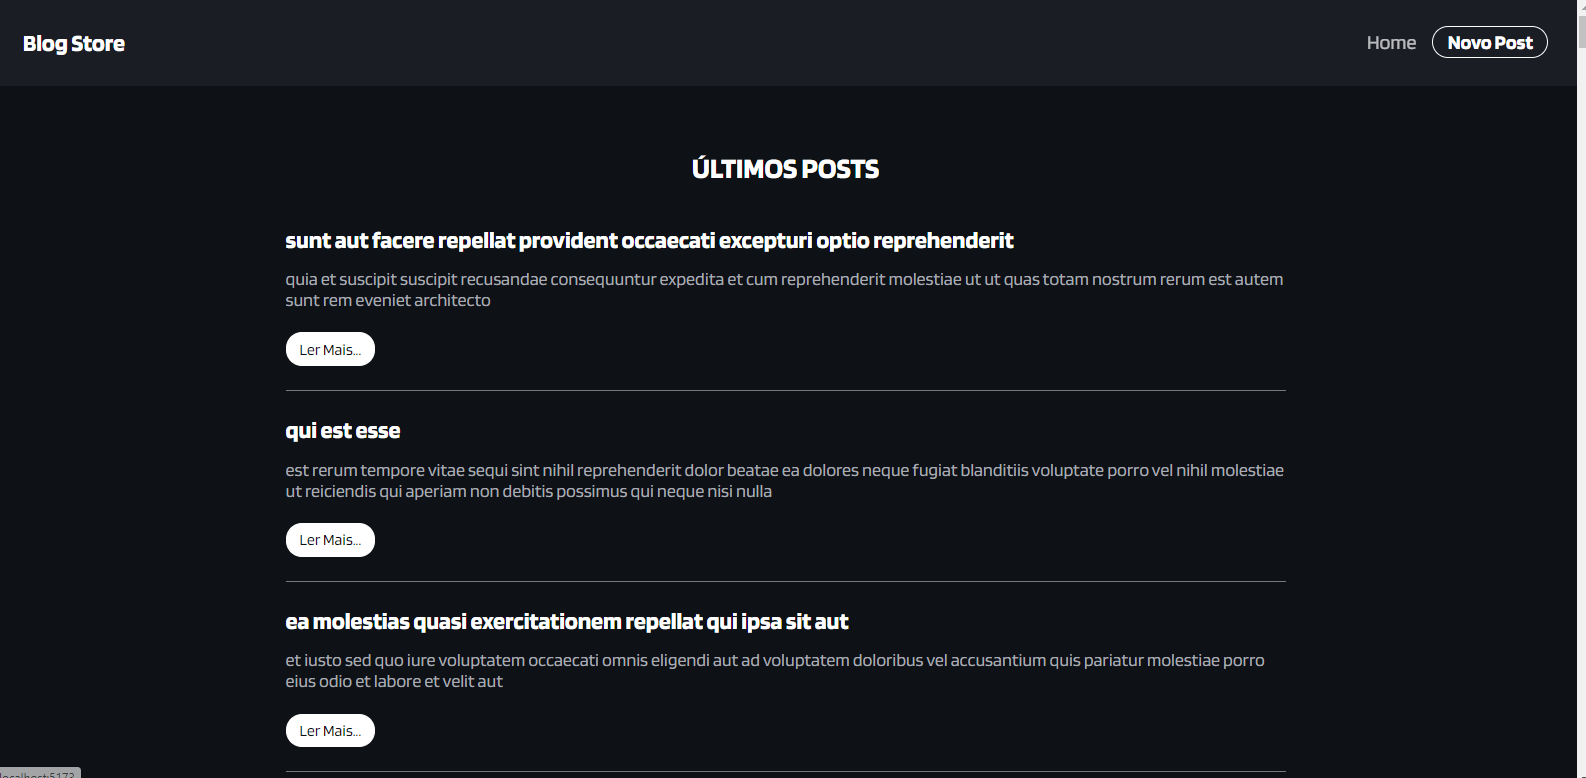 Blog Store
Home
Novo Post
ÚLTIMOS POSTS
sunt aut facere repellat provident occaecati excepturi optio reprehenderit
quia et suscipit suscipit recusandae consequuntur expedita et cum reprehenderit molestiae ut ut quas totam nostrum rerum est autem
sunt rem eveniet architecto
Ler Mais...
qui est esse
est rerum tempore vitae sequi sint nihil reprehenderit dolor beatae ea dolores neque fugiat blanditiis voluptate porro vel nihil molestiae
ut reiciendis qui aperiam non debitis possimus qui neque nisi nulla
Ler Mais...
ea molestias quasi exercitationem repellat qui ipsa sit aut
et iusto sed quo iure voluptatem occaecati omnis eligendi aut ad voluptatem doloribus vel accusantium quis pariatur molestiae porro
eius odio et labore et velit aut
Ler Mais...